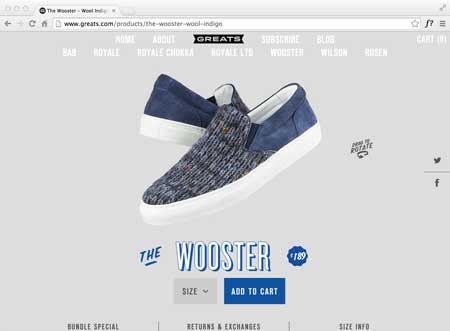 The Wooster – Wool Indig
www.greats.com/products/the-wooster-wool-indigo
HOME ABOUT GREATS SUBSCRIBE BLOG CART (0)
BAB ROYALE ROYALE CHUKKA ROYALE LTS WOOSTER WILSON ROSEN
DRAG TO
ROTATE
THE WOOSTER $189
SIZE ADD TO CART
BUNDLE SPECIAL RETURNS & EXCHANGES SIZE INFO